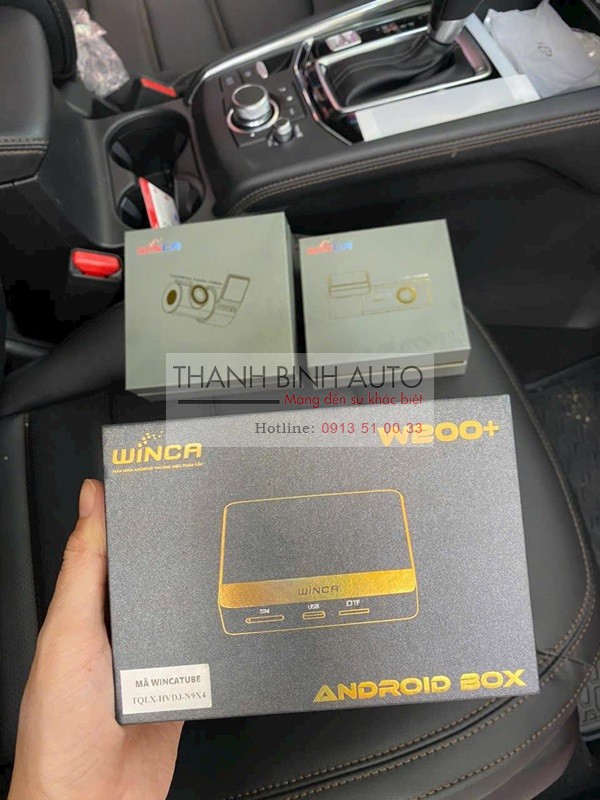 THANH BINH AUTO
Mang đến sự khác biệt
Hotline: 0913 51 00 33
WINCA
W200+
WINCA
SIM
USB
TF
MÃ WINCATUBE
TQLX-HVDJ-N9X4
ANDROID BOX